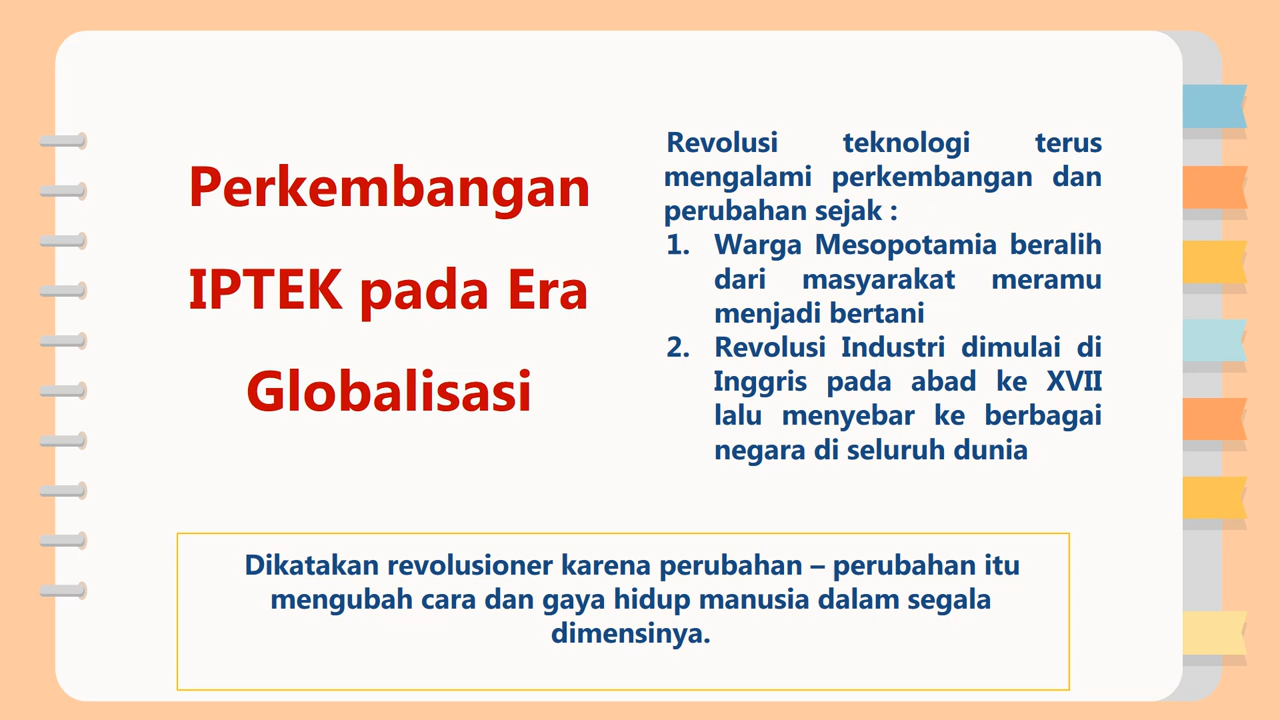 Perkembangan
IPTEK pada Era
Globalisasi
Revolusi teknologi terus
mengalami perkembangan dan
perubahan sejak :
1. Warga Mesopotamia beralih
dari masyarakat meramu
menjadi bertani
2. Revolusi Industri dimulai di
Inggris pada abad ke XVII
lalu menyebar ke berbagai
negara di seluruh dunia
Dikatakan revolusioner karena perubahan – perubahan itu
mengubah cara dan gaya hidup manusia dalam segala
dimensinya.